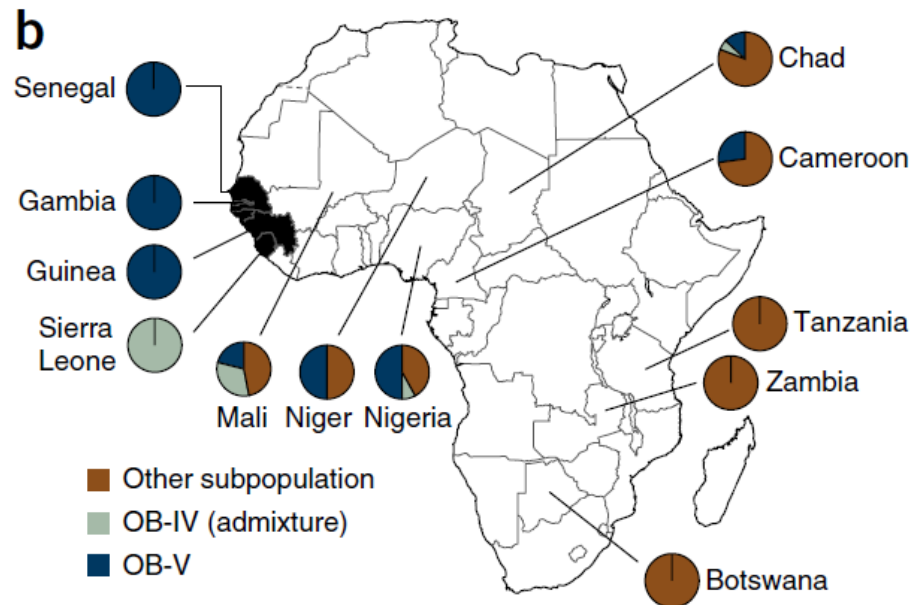 b
Senegal
Gambia
Guinea
Sierra
Leone
Mali
Niger
Nigeria
Chad
Cameroon
Tanzania
Zambia
Botswana
Other subpopulation
OB-IV (admixture)
OB-V